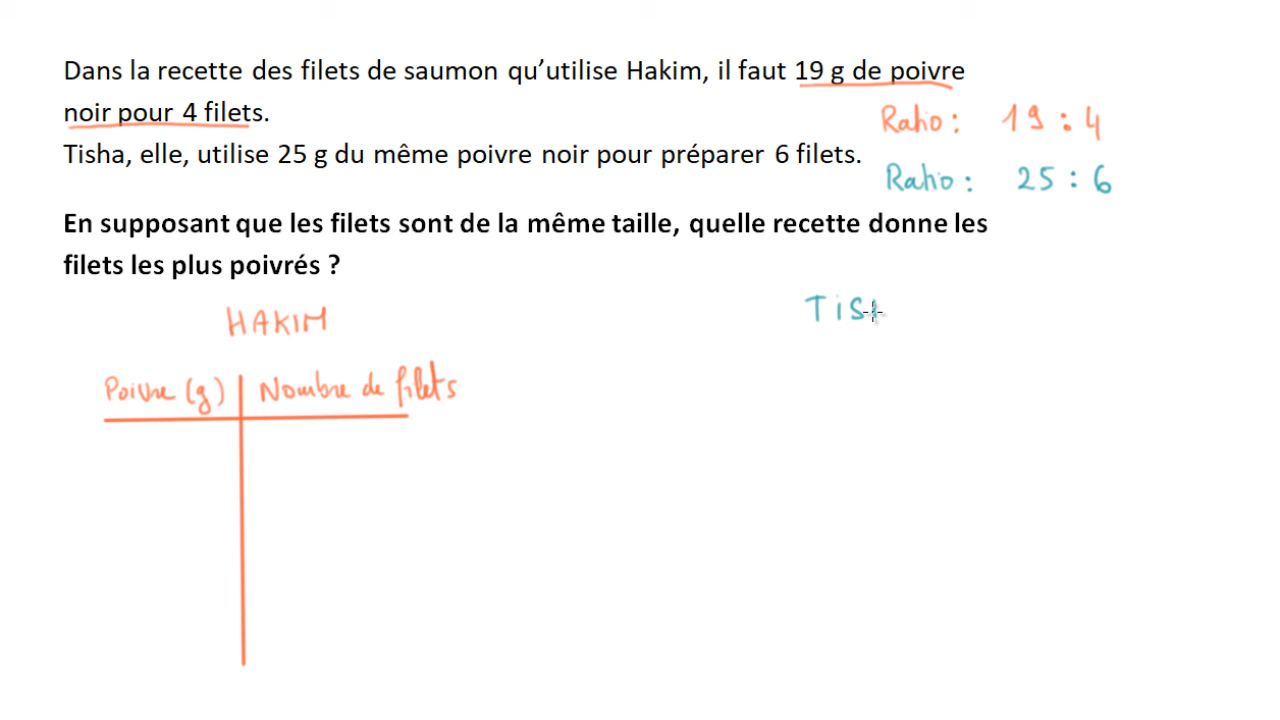 Dans la recette des filets de saumon qu’utilise Hakim, il faut 19 g de poivre
noir pour 4 filets.
Ratio : 19 : 4
Tisha, elle, utilise 25 g du même poivre noir pour préparer 6 filets.
Ratio : 25 : 6
En supposant que les filets sont de la même taille, quelle recette donne les
filets les plus poivrés ?
HAKIM
Poivre (g) Nombre de filets